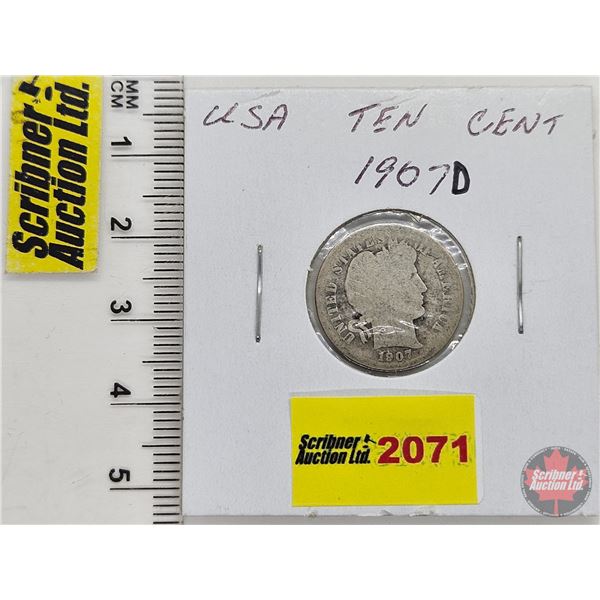 Scribner
Auction Ltd.
MM
CM
1
2
3
4
5
USA TEN CENT
1907D
UNITED STATES OF AMERICA
1907
Scribner
Auction Ltd. 2071
Scribner
Auction Ltd.